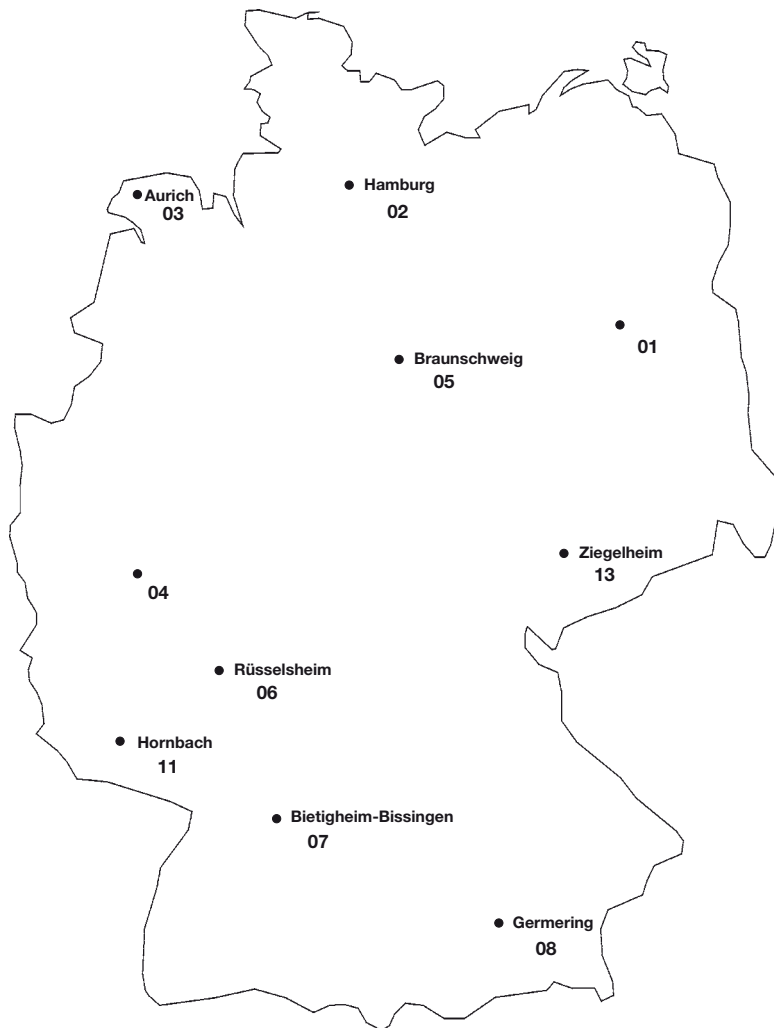 Hamburg
02
Aurich
03
01
Braunschweig
05
Ziegelheim
13
04
Rüsselsheim
06
Hornbach
11
Bietigheim-Bissingen
07
Germering
08